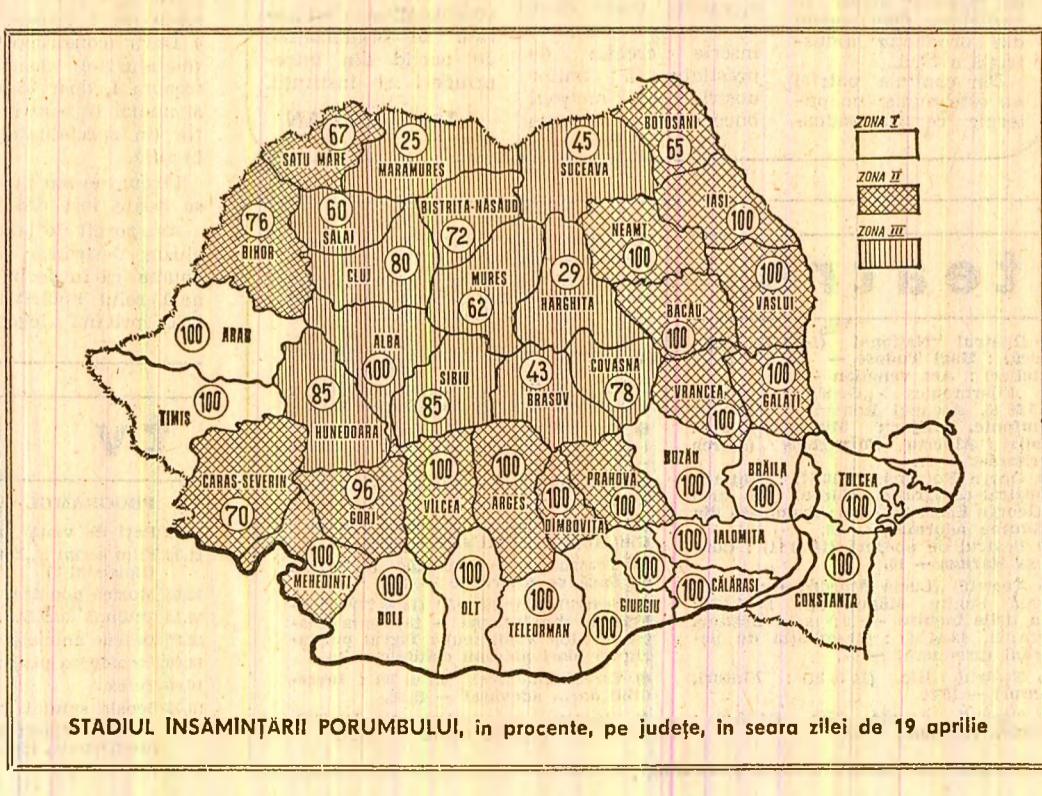 ZONA I
ZONA II
ZONA III
67
SATU MARE
25
MARAMUREȘ
45
SUCEAVA
BOTOȘANI
65
76
BIHOR
60
SĂLAJ
BISTRIȚA-NĂSĂUD
72
CLUJ
80
MUREȘ
62
29
HARGHITA
NEAMȚ
100
IAȘI
100
100
VASLUI
BACĂU
100
100
ARAD
ALBA
100
SIBIU
85
43
BRAȘOV
COVASNA
78
VRANCEA
100
100
GALAȚI
100
TIMIȘ
85
HUNEDOARA
CARAȘ-SEVERIN
70
96
GORJ
100
VÎLCEA
100
ARGEȘ
100
DÎMBOVIȚA
PRAHOVA
100
BUZĂU
100
BRĂILA
100
TULCEA
100
100
MEHEDINȚI
100
DOLJ
100
OLT
100
TELEORMAN
100
100
GIURGIU
100
IALOMIȚA
100
CĂLĂRAȘI
100
CONSTANȚA
STADIUL ÎNSĂMÎNȚĂRII PORUMBULUI, în procente, pe județe, în seara zilei de 19 aprilie